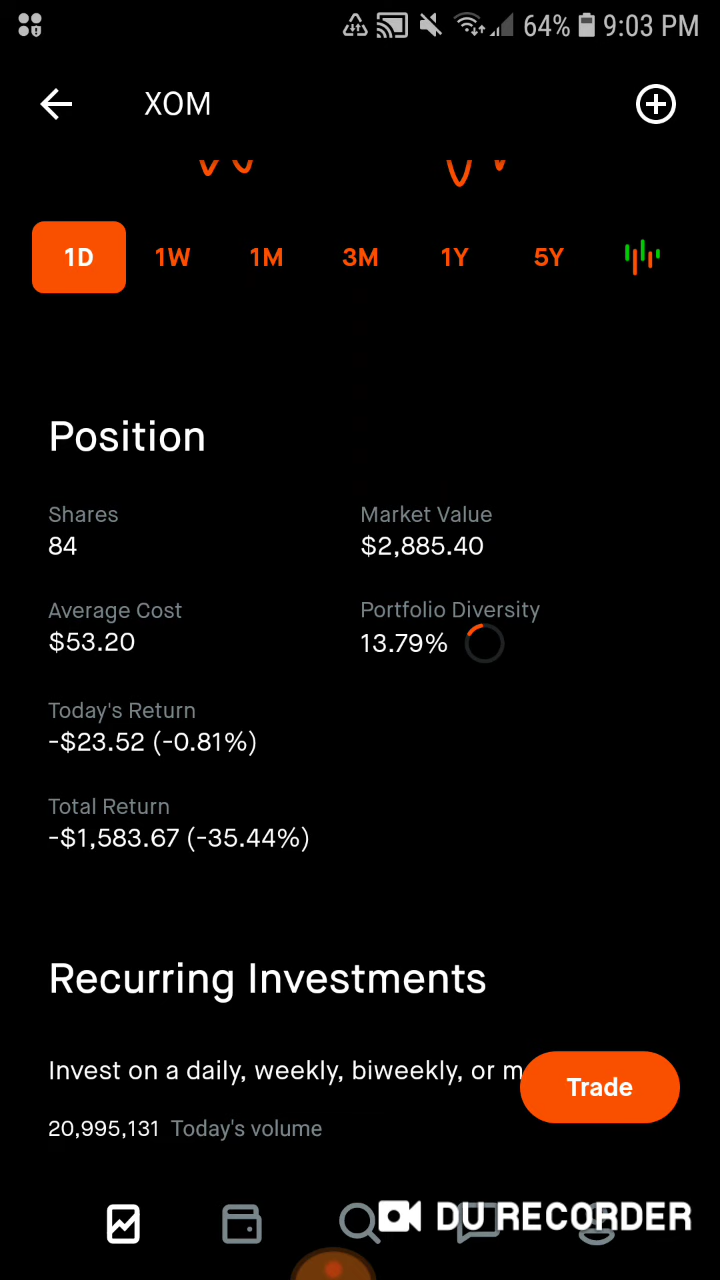 64% 9:03 PM
XOM
1D 1W 1M 3M 1Y 5Y
Position
Shares Market Value
84 $2,885.40
Average Cost Portfolio Diversity
$53.20 13.79%
Today's Return
-$23.52 (-0.81%)
Total Return
-$1,583.67 (-35.44%)
Recurring Investments
Invest on a daily, weekly, biweekly, or m
Trade
20,995,131 Today's volume
DU RECORDER